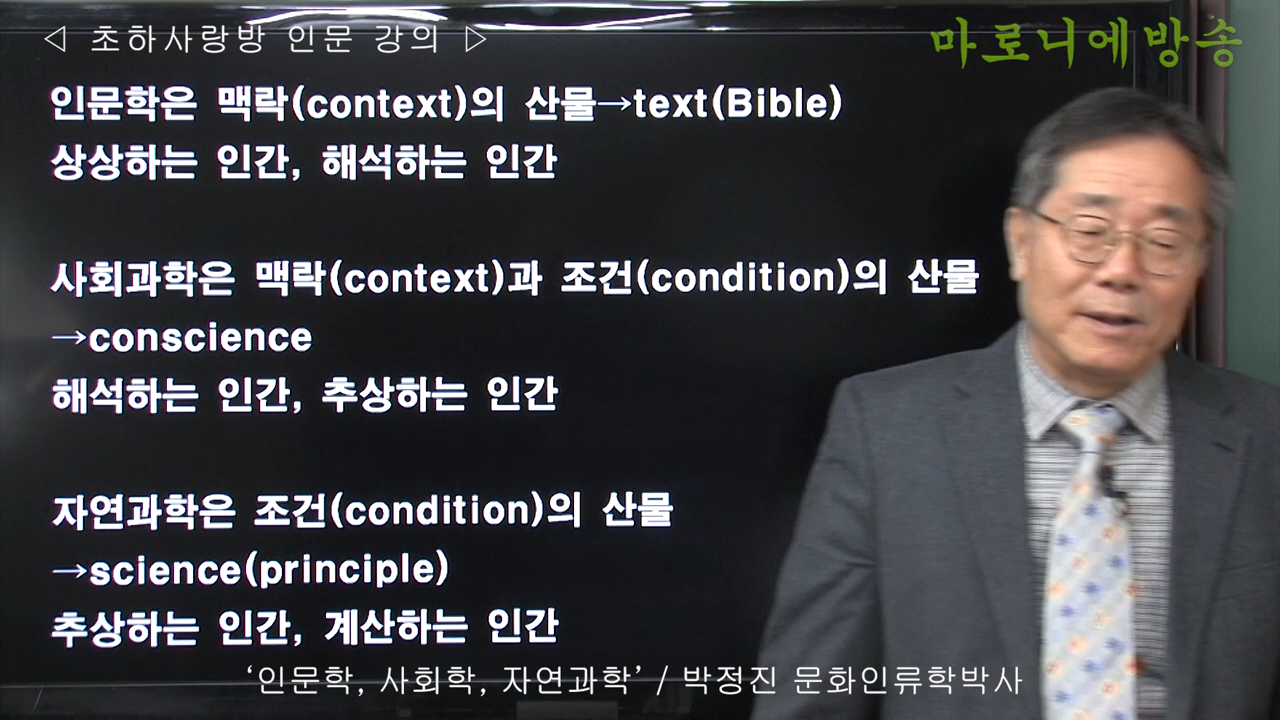 ◁ 초하사랑방 인문 강의 ▷
마로니에방송
인문학은 맥락(context)의 산물→text(Bible)
상상하는 인간, 해석하는 인간
사회과학은 맥락(context)과 조건(condition)의 산물
→conscience
해석하는 인간, 추상하는 인간
자연과학은 조건(condition)의 산물
→science(principle)
추상하는 인간, 계산하는 인간
‘인문학, 사회학, 자연과학’ / 박정진 문화인류학박사